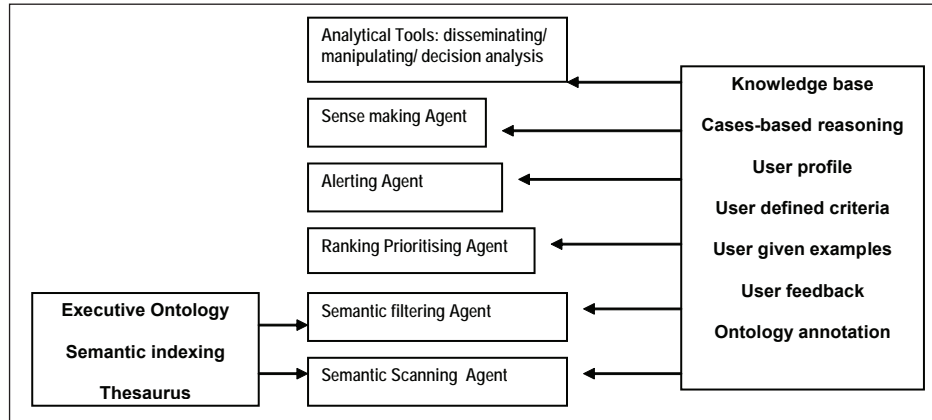 Analytical Tools: disseminating/
manipulating/ decision analysis
Sense making Agent
Alerting Agent
Ranking Prioritising Agent
Semantic filtering Agent
Semantic Scanning Agent
Executive Ontology
Semantic indexing
Thesaurus
Knowledge base
Cases-based reasoning
User profile
User defined criteria
User given examples
User feedback
Ontology annotation